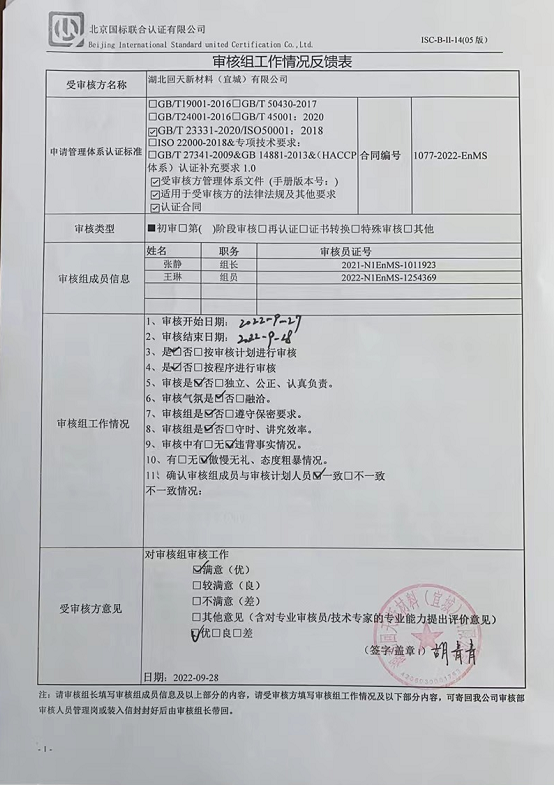 北京国标联合认证有限公司
Beijing International Standard united Certification Co.,Ltd.
ISC-B-II-14(05版)
审核组工作情况反馈表
受审核方名称
湖北回天新材料（宜城）有限公司
申请管理体系认证标准
□GB/T19001-2016□GB/T 50430-2017
□GB/T24001-2016□GB/T 45001：2020
☑GB/T 23331-2020/ISO50001：2018
□ISO 22000-2018&专项技术要求：
□GB/T 27341-2009&GB 14881-2013&（HACCP
体系）认证补充要求 1.0
☑受审核方管理体系文件（手册版本号：）
☑适用于受审核方的法律法规及其他要求
☑认证合同
合同编号
1077-2022-EnMS
审核类型
■初审□第( )阶段审核□再认证□证书转换□特殊审核□其他
审核组成员信息
姓名 职务 审核员证号
张静 组长 2021-N1EnMS-1011923
王琳 组员 2022-N1EnMS-1254369
审核组工作情况
1、审核开始日期：2022-9-27
2、审核结束日期：2022-9-28
3、是☑否□按审核计划进行审核
4、是☑否□按程序进行审核
5、审核是☑否□独立、公正、认真负责。
6、审核气氛是☑否□融洽。
7、审核组是☑否□遵守保密要求。
8、审核组是☑否□守时、讲究效率。
9、审核中有□无☑违背事实情况。
10、有□无☑傲慢无礼、态度粗暴情况。
11、确认审核组成员与审核计划人员☑一致□不一致
不一致情况：
受审核方意见
对审核组审核工作
☑满意（优）
□较满意（良）
□不满意（差）
□其他意见（含对专业审核员/技术专家的专业能力提出评价意见）
☑优□良□差
(签字/盖章)：胡青青
日期：2022-09-28
注：请审核组长填写审核组成员信息及以上部分的内容，请受审核方填写审核组工作情况及以下部分内容，可寄回我公司审核部
审核人员管理岗或装入信封封好后由审核组长带回。
- 1 -